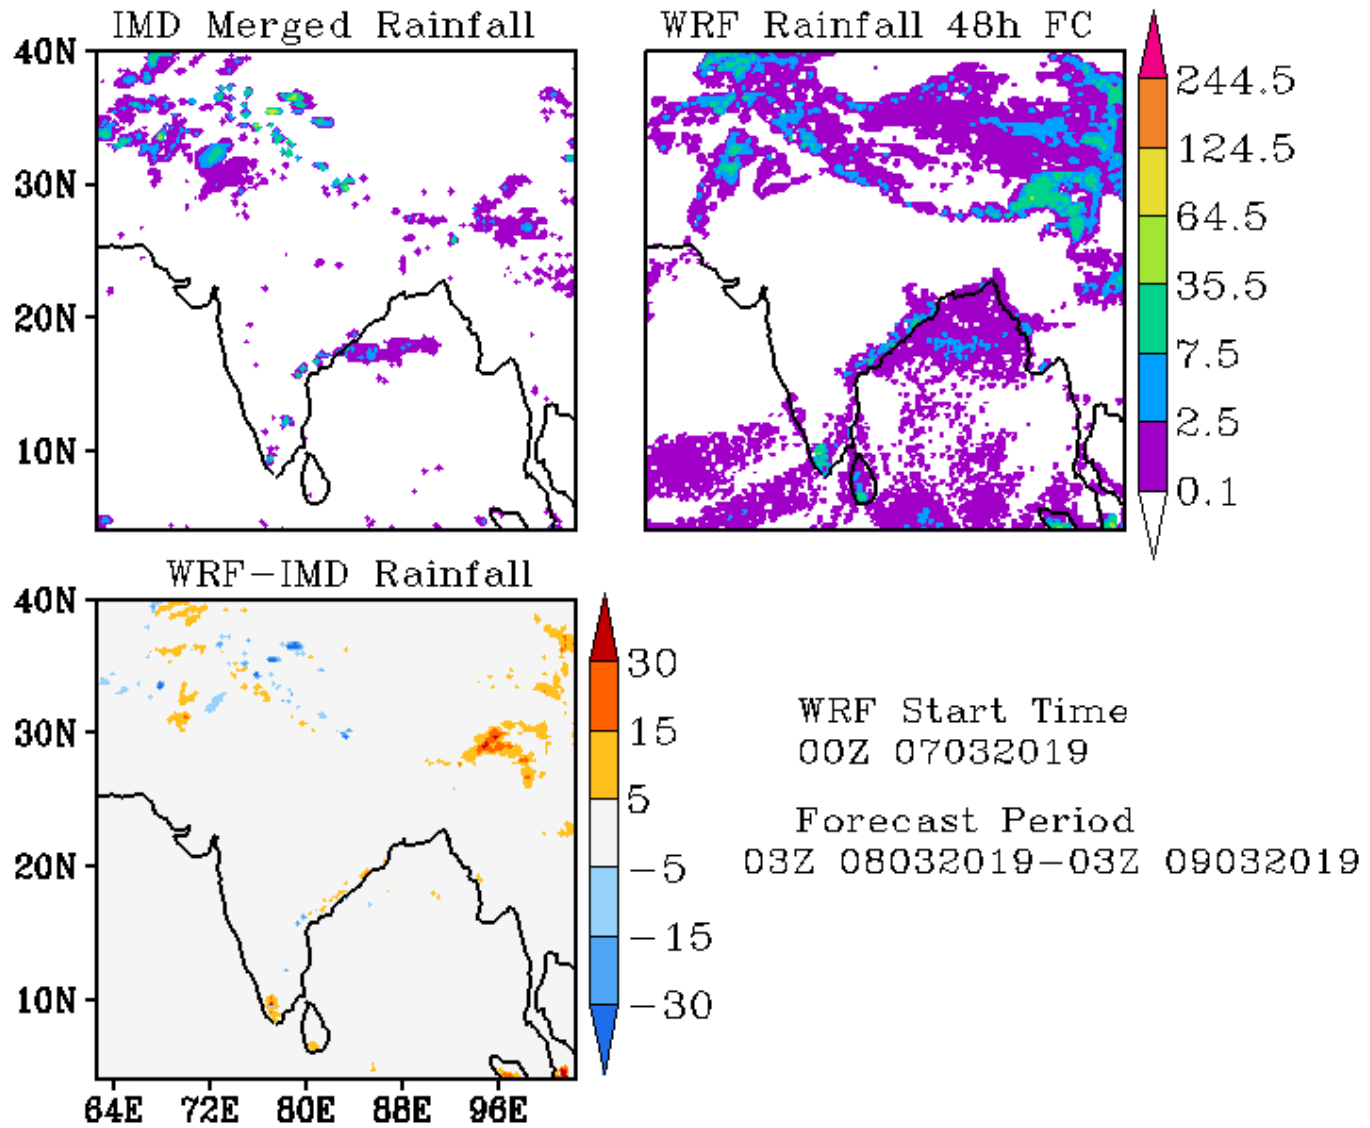 IMD Merged Rainfall
WRF Rainfall 48h FC
40N
30N
20N
10N
244.5
124.5
64.5
35.5
7.5
2.5
0.1
WRF-IMD Rainfall
40N
30N
20N
10N
64E 72E 80E 88E 96E
30
15
5
-5
-15
-30
WRF Start Time
00Z 07032019
Forecast Period
03Z 08032019-03Z 09032019